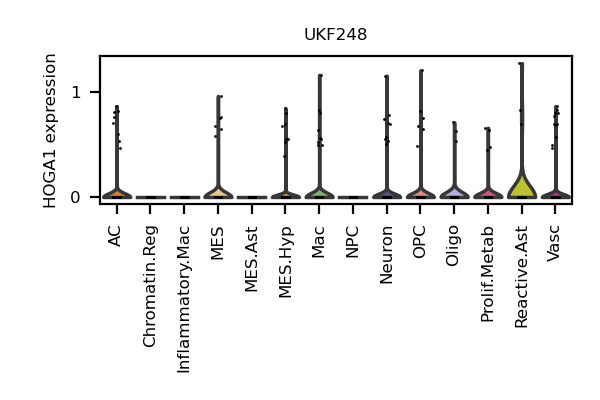 UKF248
HOGA1 expression
1
0
AC
Chromatin.Reg
Inflammatory.Mac
MES
MES.Ast
MES.Hyp
Mac
NPC
Neuron
OPC
Oligo
Prolif.Metab
Reactive.Ast
Vasc